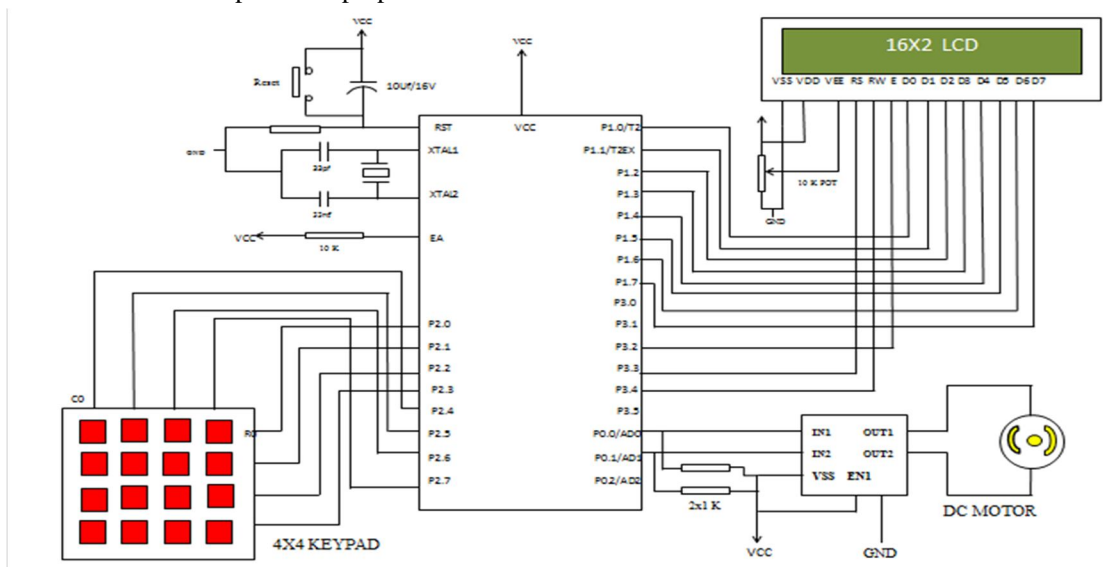 VCC
VCC
16X2 LCD
VSS VDD VEE RS RW E D0 D1 D2 D3 D4 D5 D6 D7
Reset
10Uf/16V
GND
33pf
33nf
VCC
10 K
10 K POT
GND
RST
XTAL1
XTAL2
EA
P2.0
P2.1
P2.2
P2.3
P2.4
P2.5
P2.6
P2.7
VCC
P1.0/T2
P1.1/T2EX
P1.2
P1.3
P1.4
P1.5
P1.6
P1.7
P3.0
P3.1
P3.2
P3.3
P3.4
P3.5
P0.0/AD0
P0.1/AD1
P0.2/AD2
C0
R0
4X4 KEYPAD
IN1 OUT1
IN2 OUT2
VSS EN1
2x1 K
VCC
GND
DC MOTOR